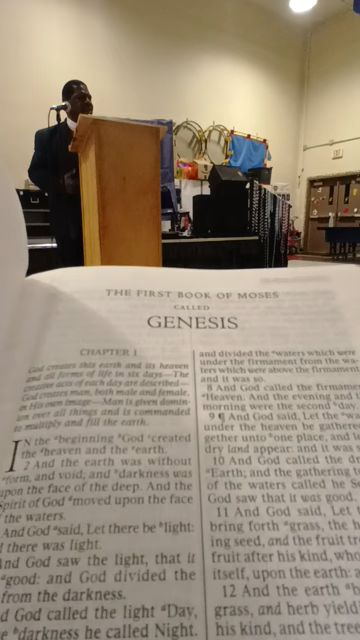 THE FIRST BOOK OF MOSES
CALLED
GENESIS
CHAPTER 1
God creates this earth and its heaven
and all forms of life in six days—The
creative acts of each day are described—
God creates man, both male and female,
in His own image—Man is given domin
ion over all things and is commanded
to multiply and fill the earth.
IN the beginning God created
the heaven and the earth.
2 And the earth was without
form, and void; and darkness was
upon the face of the deep. And the
Spirit of God moved upon the face
of the waters.
And God said, Let there be light:
there was light.
And God saw the light, that it
good: and God divided the
from the darkness.
God called the light Day,
darkness he called Night.
and divided the waters which were
under the firmament from the wa-
ters which were above the firmament
and it was so.
8 And God called the firmament
Heaven. And the evening and the
morning were the second day.
9 ¶ And God said, Let the
under the heaven be gathered
gether unto one place, and
dry land appear: and it was
10 And God called the dry
Earth; and the gathering
of the waters called he Se
God saw that it was good.
11 And God said, Let
bring forth grass, the
ing seed, and the fruit
fruit after his kind, who
itself, upon the earth: a
12 And the earth b
grass, and herb yield
his kind, and the tree